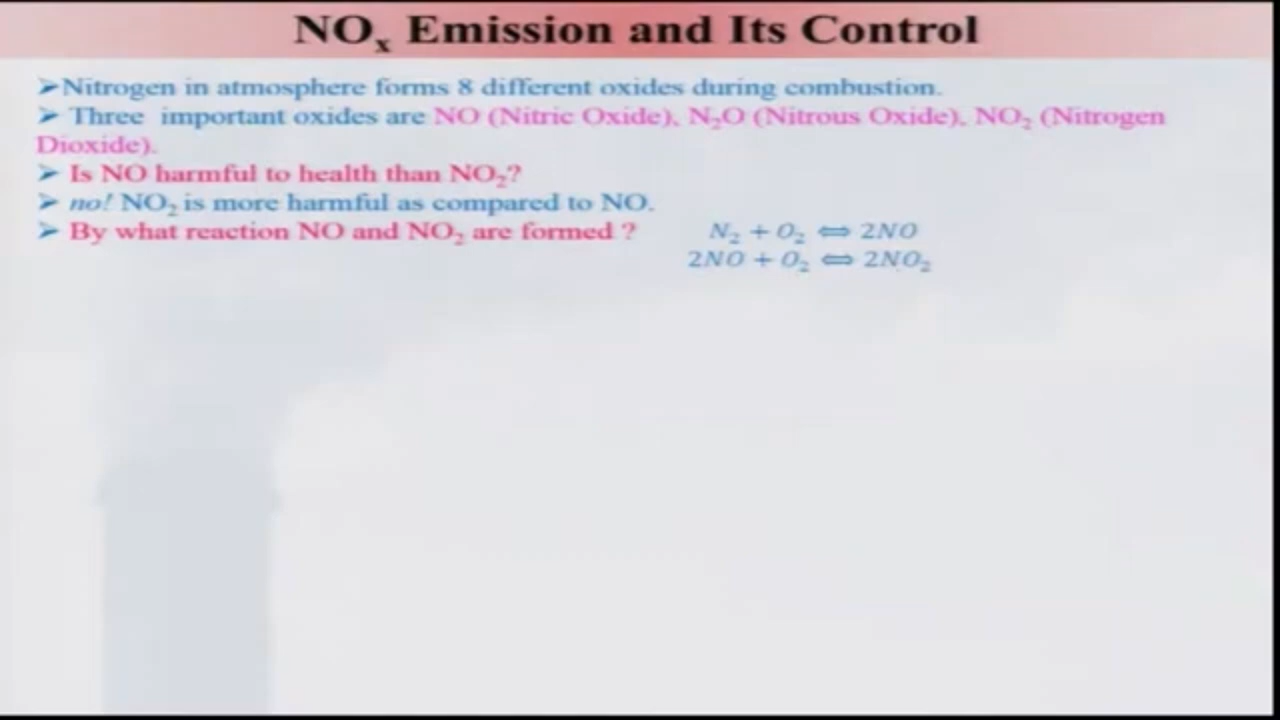 NOₓ Emission and Its Control
➢Nitrogen in atmosphere forms 8 different oxides during combustion.
➢ Three important oxides are NO (Nitric Oxide), N₂O (Nitrous Oxide), NO₂ (Nitrogen
Dioxide).
➢ Is NO harmful to health than NO₂?
➢ no! NO₂ is more harmful as compared to NO.
➢ By what reaction NO and NO₂ are formed ? N₂ + O₂ ⇔ 2NO
2NO + O₂ ⇔ 2NO₂